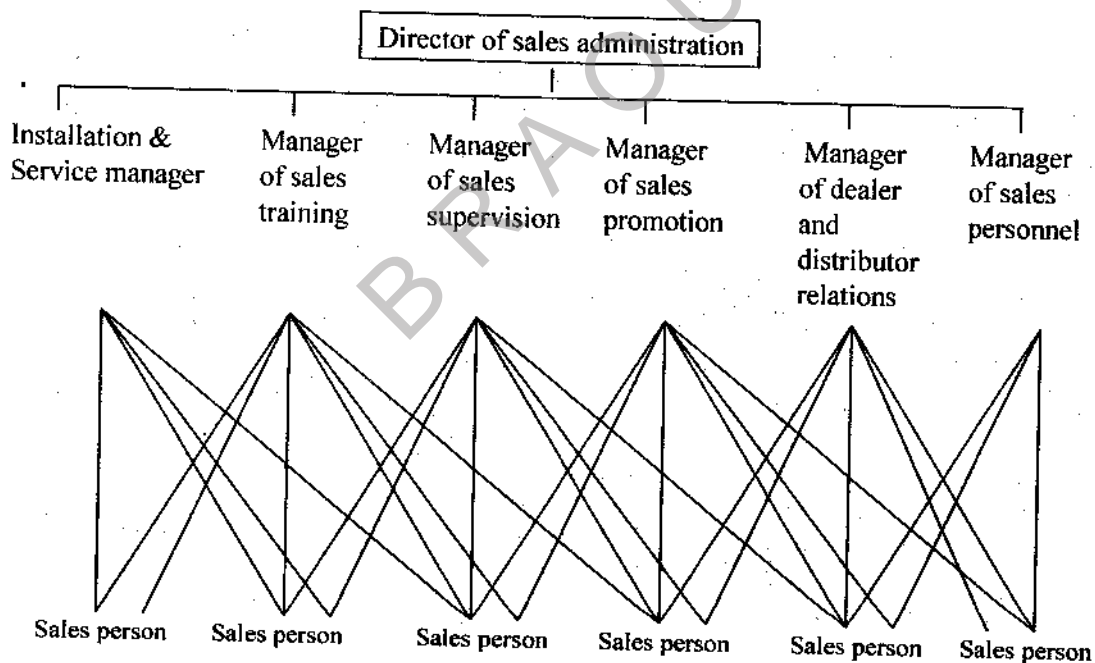 Director of sales administration
Installation &
Service manager
Manager
of sales
training
Manager
of sales
supervision
Manager
of sales
promotion
Manager
of dealer
and
distributor
relations
Manager
of sales
personnel
Sales person
Sales person
Sales person
Sales person
Sales person
Sales person
B R A O U